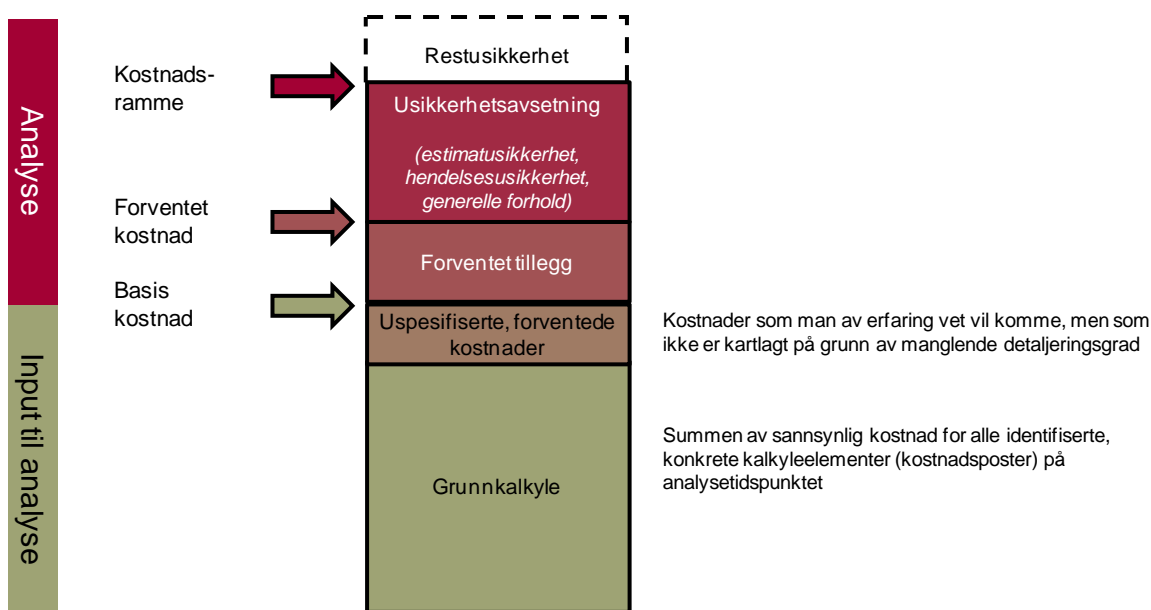 Analyse
Input til analyse
Kostnads-
ramme
Forventet
kostnad
Basis
kostnad
Restusikkerhet
Usikkerhetsavsetning
(estimatusikkerhet,
hendelsesusikkerhet,
generelle forhold)
Forventet tillegg
Uspesifiserte, forventede
kostnader
Grunnkalkyle
Kostnader som man av erfaring vet vil komme, men som
ikke er kartlagt på grunn av manglende detaljeringsgrad
Summen av sannsynlig kostnad for alle identifiserte,
konkrete kalkyleelementer (kostnadsposter) på
analysetidspunktet